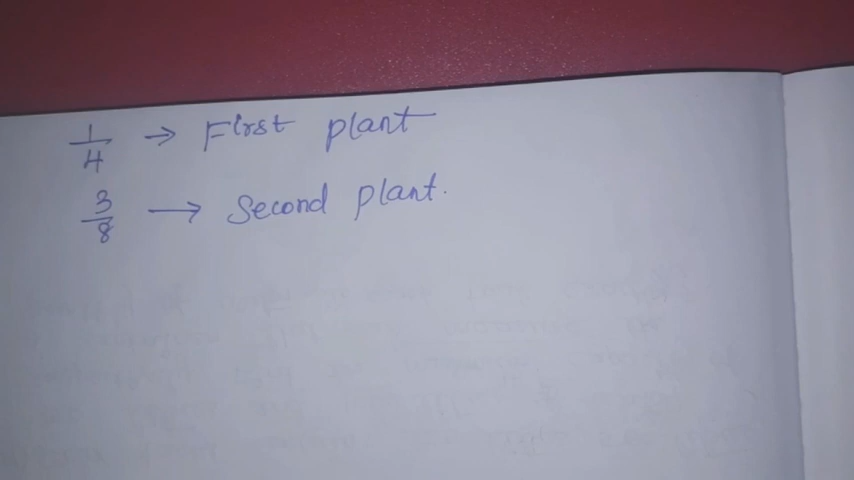 1/4 → First plant
3/8 → Second plant.